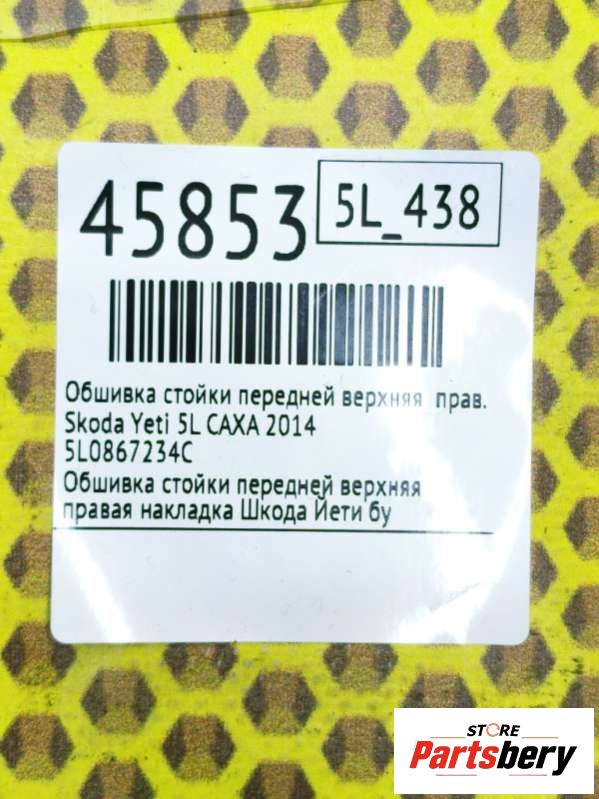 45853
5L_438
Обшивка стойки передней верхняя прав.
Skoda Yeti 5L CAXA 2014
5L0867234C
Обшивка стойки передней верхняя
правая накладка Шкода Йети бу
STORE
Partsbery